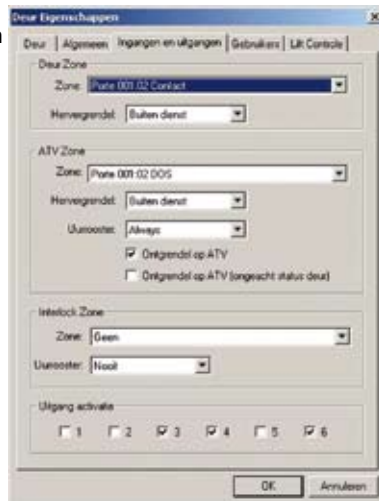 Deur Eigenschappen
Deur Algemeen Ingangen en uitgangen Gebruikers Lift Controle
Deur Zone
Zone: Porte 001:02 Contact
Hervergrendel: Buiten dienst
ATV Zone
Zone: Porte 001:02 DOS
Hervergrendel: Buiten dienst
Uurrooster: Always
Ontgrendel op ATV
Ontgrendel op ATV (ongeacht status deur)
Interlock Zone
Zone: Geen
Uurrooster: Nooit
Uitgang activatie
1 2 3 4 5 6
OK Annuleren